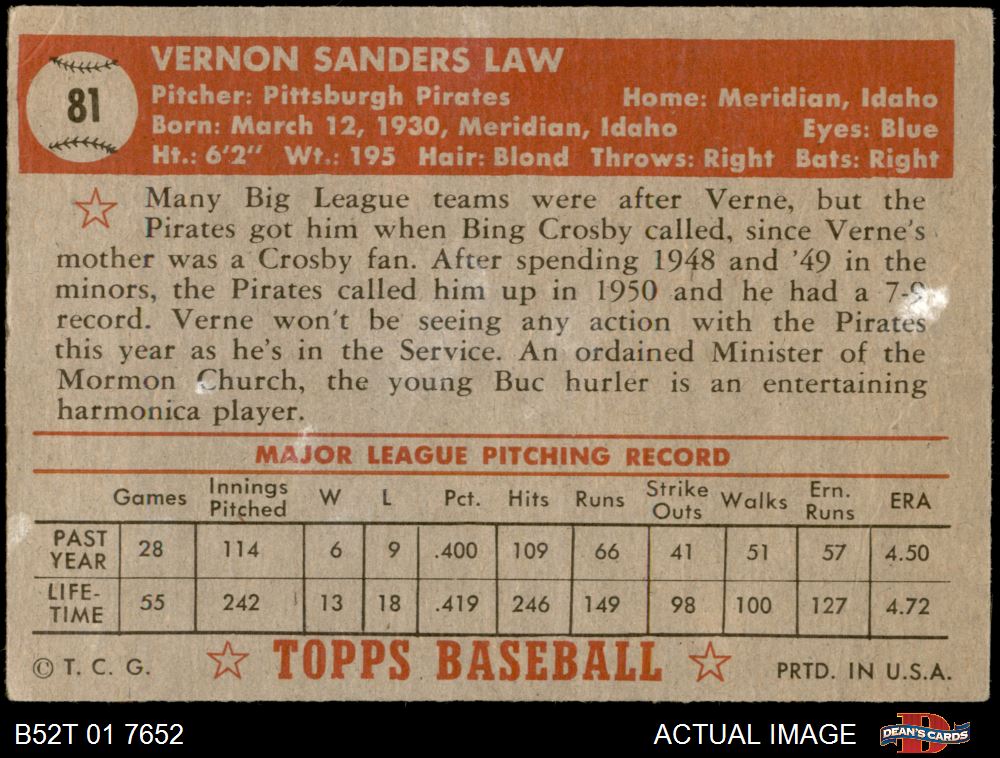 81
VERNON SANDERS LAW
Pitcher: Pittsburgh Pirates Home: Meridian, Idaho
Born: March 12, 1930, Meridian, Idaho Eyes: Blue
Ht.: 6'2" Wt.: 195 Hair: Blond Throws: Right Bats: Right
Many Big League teams were after Verne, but the
Pirates got him when Bing Crosby called, since Verne's
mother was a Crosby fan. After spending 1948 and '49 in the
minors, the Pirates called him up in 1950 and he had a 7-9
record. Verne won't be seeing any action with the Pirates
this year as he's in the Service. An ordained Minister of the
Mormon Church, the young Buc hurler is an entertaining
harmonica player.
MAJOR LEAGUE PITCHING RECORD
Games Innings Pitched W L Pct. Hits Runs Strike Outs Walks Ern. Runs ERA
PAST YEAR 28 114 6 9 .400 109 66 41 51 57 4.50
LIFE-TIME 55 242 13 18 .419 246 149 98 100 127 4.72
© T. C. G. TOPPS BASEBALL PRTD. IN U.S.A.
B52T 01 7652 ACTUAL IMAGE DEAN'S CARDS